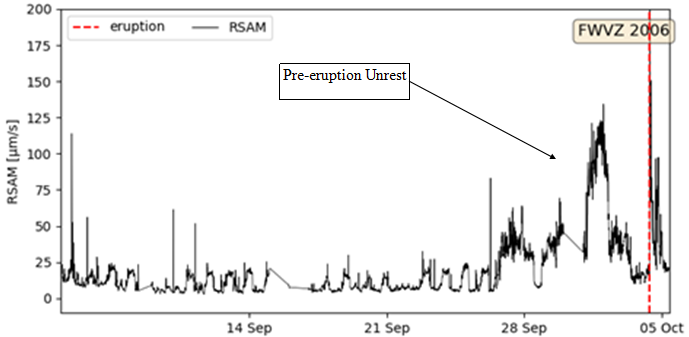 200
175
150
125
100
75
50
25
0
RSAM [µm/s]
eruption
RSAM
FWVZ 2006
Pre-eruption Unrest
14 Sep
21 Sep
28 Sep
05 Oct